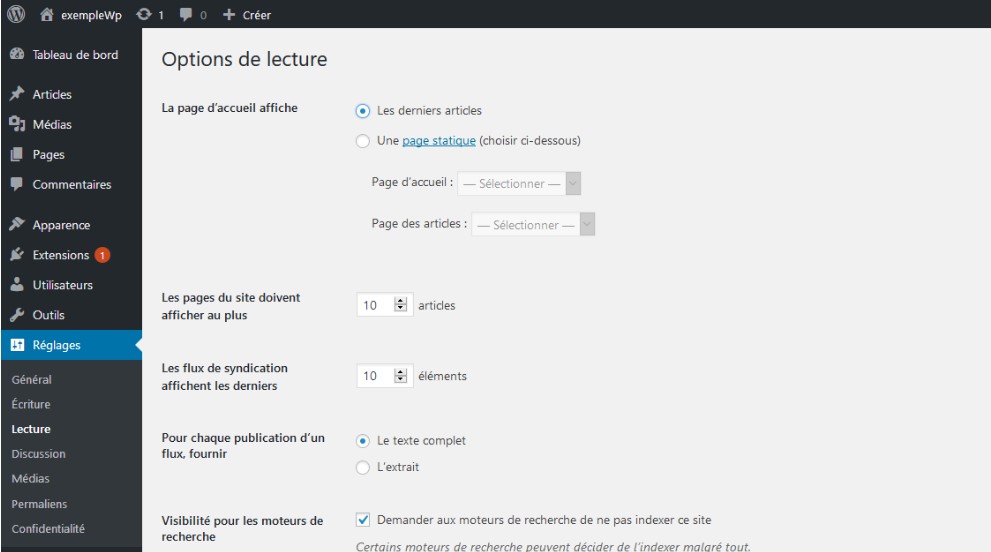 exempleWp 1 0 + Créer
Tableau de bord
Articles
Médias
Pages
Commentaires
Apparence
Extensions 1
Utilisateurs
Outils
Réglages
Général
Écriture
Lecture
Discussion
Médias
Permaliens
Confidentialité
Options de lecture
La page d’accueil affiche
Les derniers articles
Une page statique (choisir ci-dessous)
Page d’accueil : — Sélectionner —
Page des articles : — Sélectionner —
Les pages du site doivent
afficher au plus
10 articles
Les flux de syndication
affichent les derniers
10 éléments
Pour chaque publication d’un
flux, fournir
Le texte complet
L’extrait
Visibilité pour les moteurs de
recherche
Demander aux moteurs de recherche de ne pas indexer ce site
Certains moteurs de recherche peuvent décider de l’indexer malgré tout.